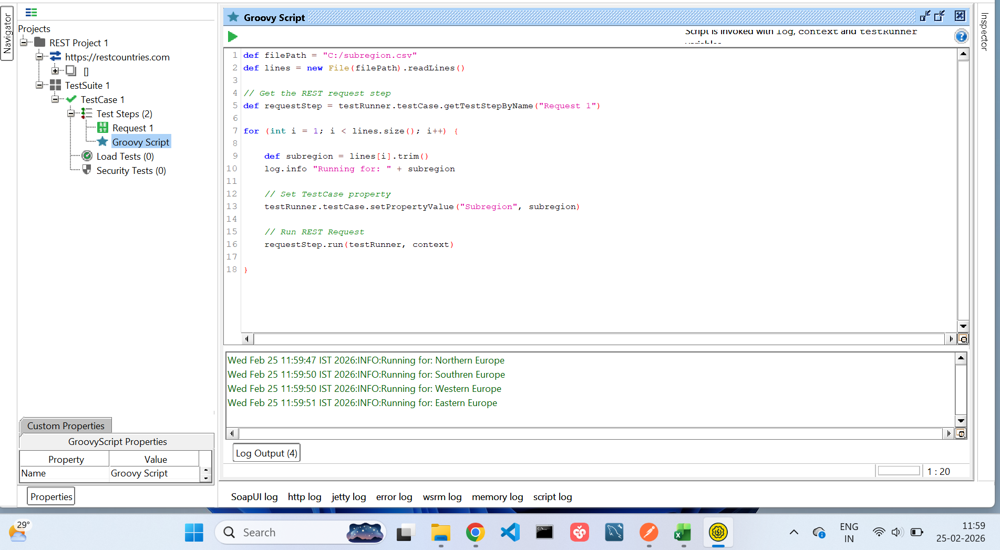 Navigator
Projects
REST Project 1
https://restcountries.com
[]
TestSuite 1
TestCase 1
Test Steps (2)
REST
Request 1
Groovy Script
Load Tests (0)
Security Tests (0)
Custom Properties
GroovyScript Properties
Property Value
Name Groovy Script
Properties
Groovy Script
Script is invoked with log, context and testRunner
variables
Inspector
1 def filePath = "C:/subregion.csv"
2 def lines = new File(filePath).readLines()
3
4 // Get the REST request step
5 def requestStep = testRunner.testCase.getTestStepByName("Request 1")
6
7 for (int i = 1; i < lines.size(); i++) {
8
9 def subregion = lines[i].trim()
10 log.info "Running for: " + subregion
11
12 // Set TestCase property
13 testRunner.testCase.setPropertyValue("Subregion", subregion)
14
15 // Run REST Request
16 requestStep.run(testRunner, context)
17
18 }
Wed Feb 25 11:59:47 IST 2026:INFO:Running for: Northern Europe
Wed Feb 25 11:59:50 IST 2026:INFO:Running for: Southren Europe
Wed Feb 25 11:59:50 IST 2026:INFO:Running for: Western Europe
Wed Feb 25 11:59:51 IST 2026:INFO:Running for: Eastern Europe
Log Output (4)
1 : 20
SoapUI log http log jetty log error log wsrm log memory log script log
29°
Search
ENG
IN
11:59
25-02-2026